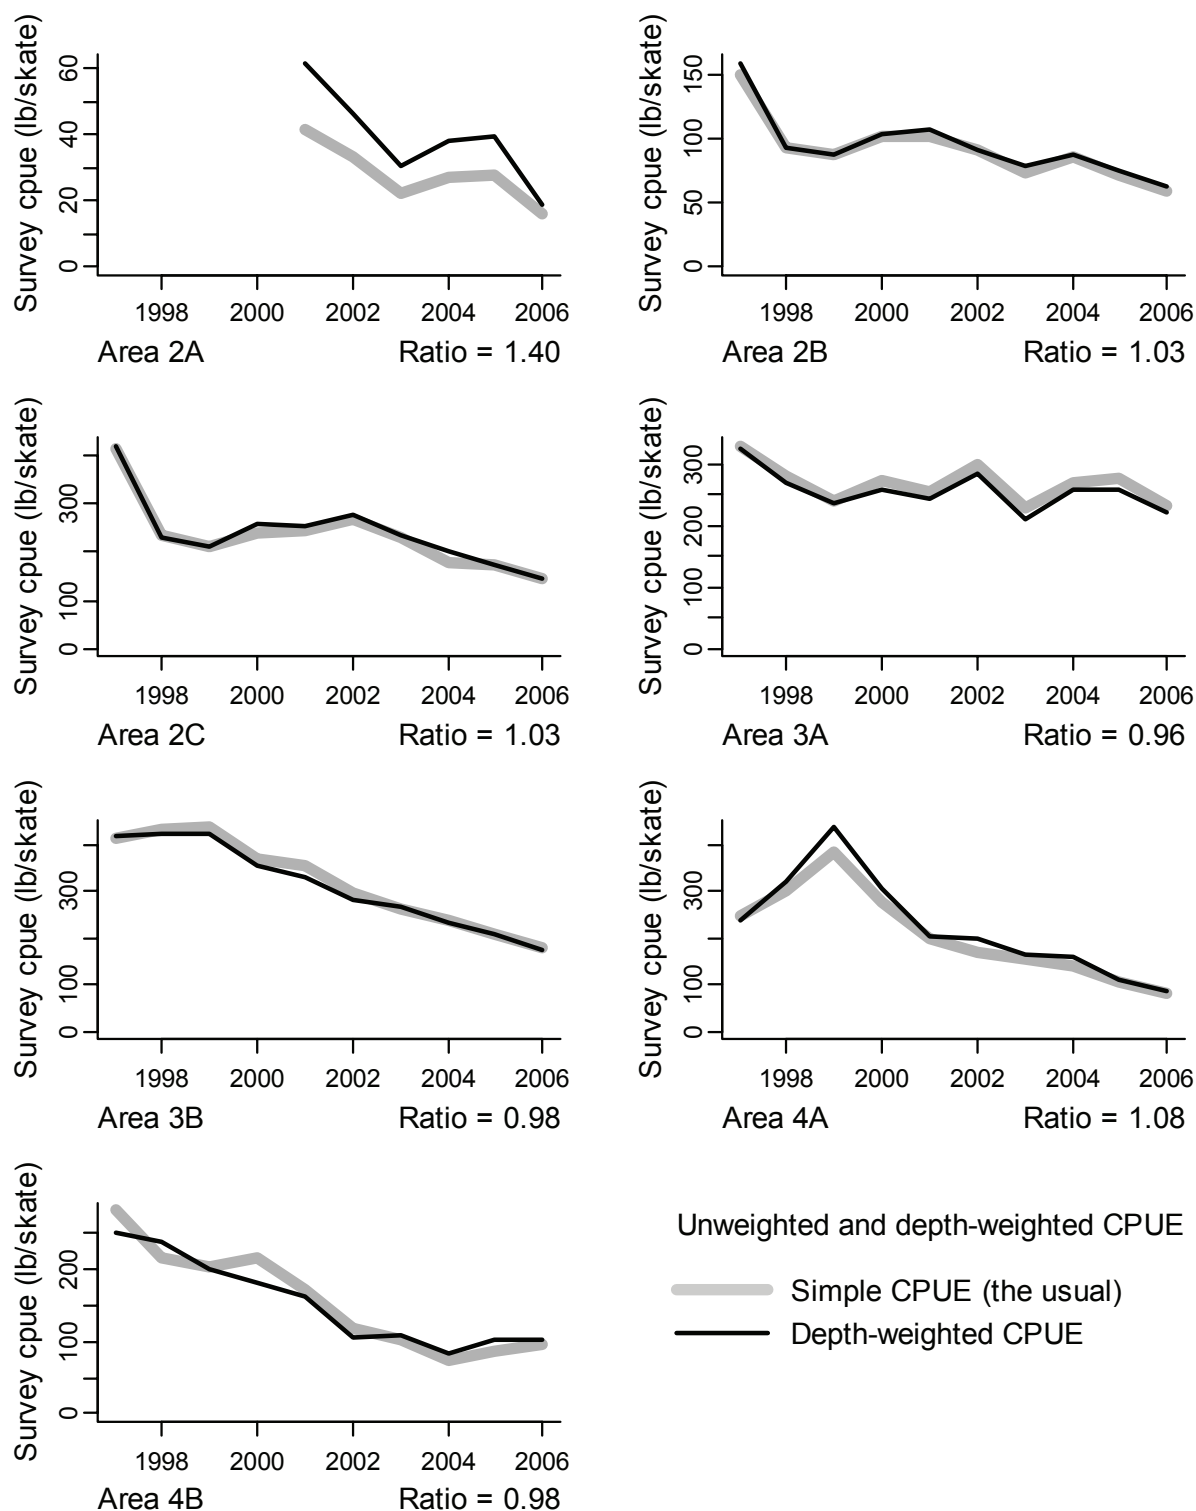 Survey cpue (lb/skate)
0 20 40 60
1998 2000 2002 2004 2006
Area 2A Ratio = 1.40
Survey cpue (lb/skate)
0 50 100 150
1998 2000 2002 2004 2006
Area 2B Ratio = 1.03
Survey cpue (lb/skate)
0 100 300
1998 2000 2002 2004 2006
Area 2C Ratio = 1.03
Survey cpue (lb/skate)
0 100 200 300
1998 2000 2002 2004 2006
Area 3A Ratio = 0.96
Survey cpue (lb/skate)
0 100 300
1998 2000 2002 2004 2006
Area 3B Ratio = 0.98
Survey cpue (lb/skate)
0 100 300
1998 2000 2002 2004 2006
Area 4A Ratio = 1.08
Survey cpue (lb/skate)
0 100 200
1998 2000 2002 2004 2006
Area 4B Ratio = 0.98
Unweighted and depth-weighted CPUE
Simple CPUE (the usual)
Depth-weighted CPUE